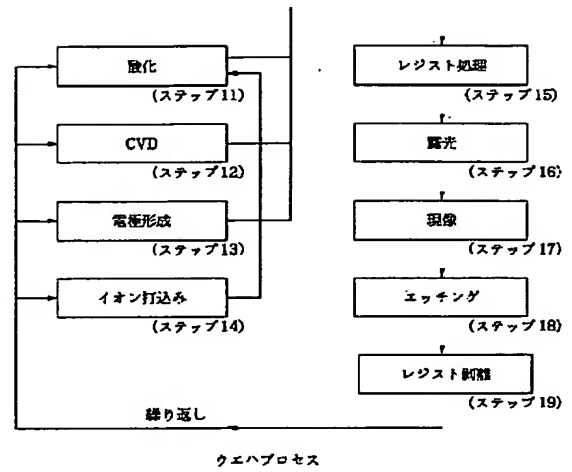 酸化
(ステップ11)
CVD
(ステップ12)
電極形成
(ステップ13)
イオン打込み
(ステップ14)
レジスト処理
(ステップ15)
露光
(ステップ16)
現像
(ステップ17)
エッチング
(ステップ18)
レジスト剥離
(ステップ19)
繰り返し
ウエハプロセス